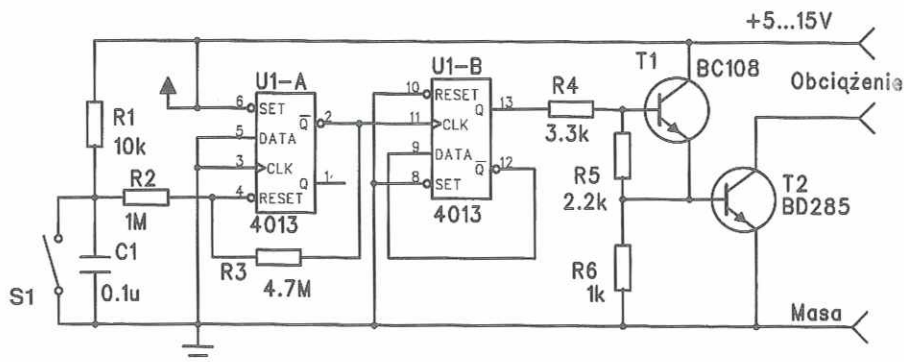 +5...15V
T1
BC108
Obciążenie
U1-A
U1-B
R4
3.3k
R1
10k
6
SET
5
DATA
3
CLK
4
RESET
Q
2
Q
1
4013
10
RESET
11
CLK
9
DATA
8
SET
Q
13
Q
12
4013
R2
1M
R3
4.7M
R5
2.2k
T2
BD285
S1
C1
0.1u
R6
1k
Masa